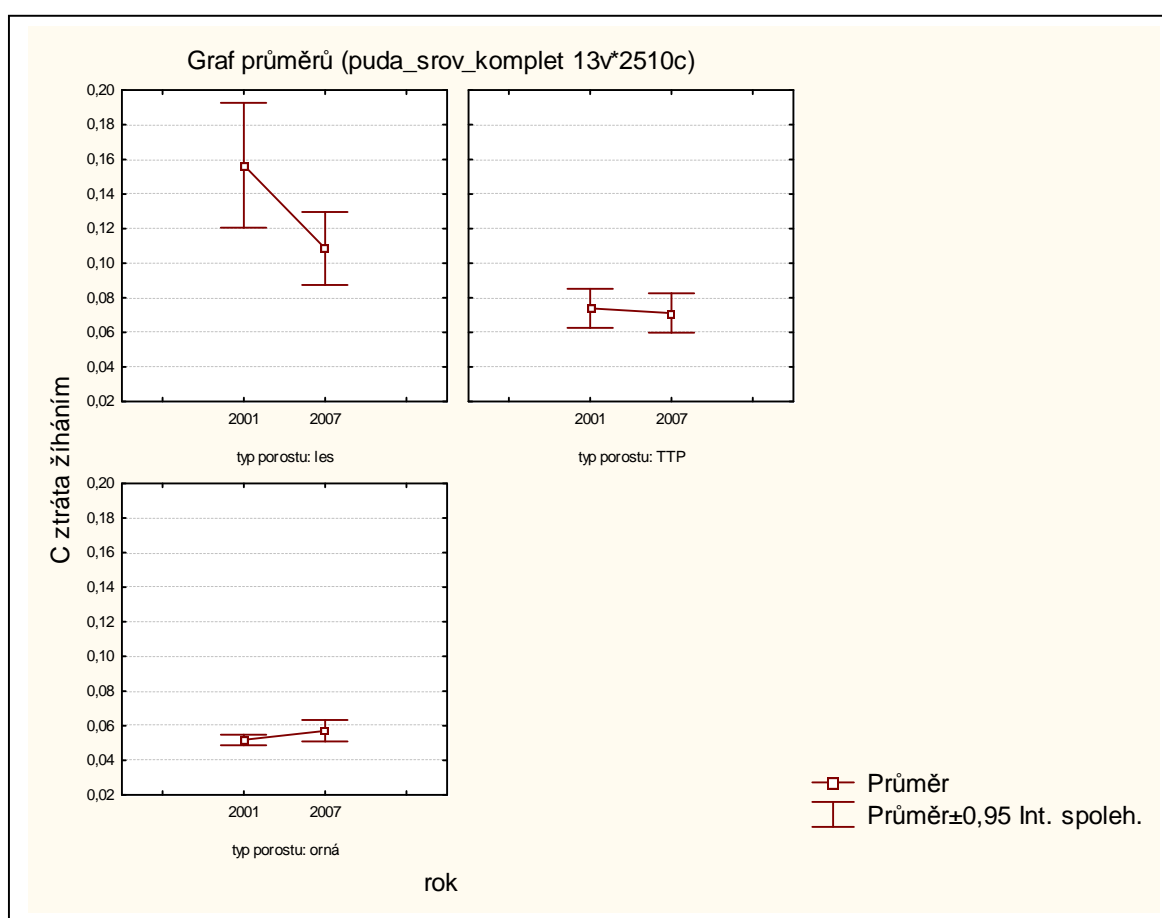 Graf průměrů (puda_srov_komplet 13v*2510c)
C ztráta žíháním
0,20
0,18
0,16
0,14
0,12
0,10
0,08
0,06
0,04
0,02
2001 2007
typ porostu: les
2001 2007
typ porostu: TTP
0,20
0,18
0,16
0,14
0,12
0,10
0,08
0,06
0,04
0,02
2001 2007
typ porostu: orná
rok
Průměr
Průměr±0,95 Int. spoleh.